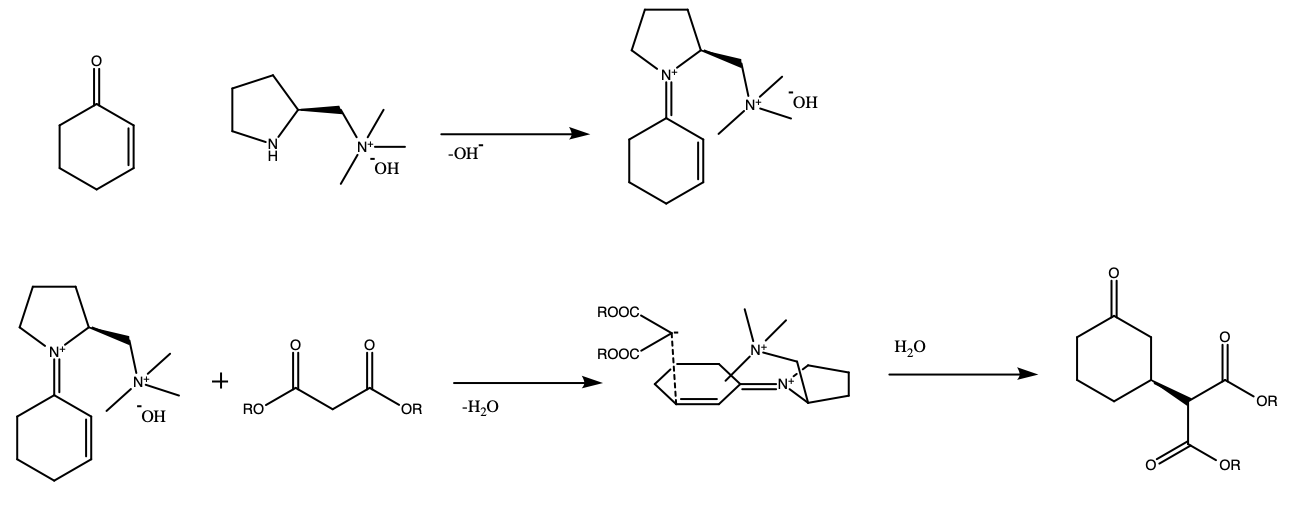 O
N
H
N⁺
⁻OH
-OH⁻
N⁺
N⁺
⁻OH
N⁺
N⁺
⁻OH
+
O
O
RO
OR
-H₂O
ROOC
-
ROOC
N⁺
N⁺
H₂O
O
O
OR
O
OR